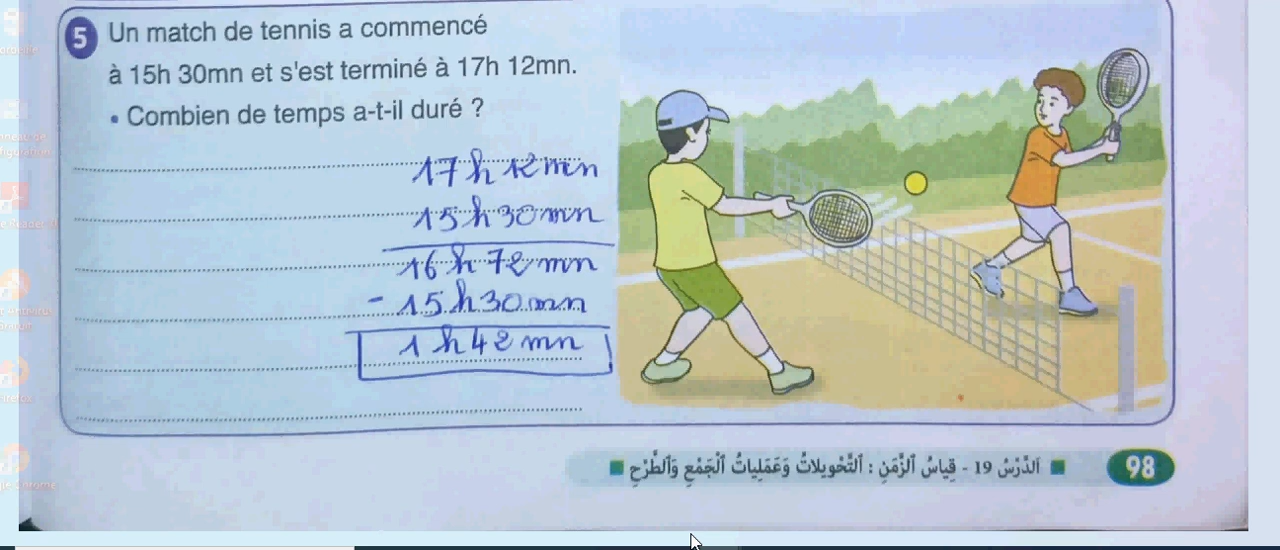 5 Un match de tennis a commencé
à 15h 30mn et s'est terminé à 17h 12mn.
• Combien de temps a-t-il duré ?
17 h 12 mn
15 h 30 mn
16 h 72 mn
- 15 h 30 mn
1 h 42 mn
■ اَلدَّرْسُ 19 - قِيَاسُ اَلزَّمَنِ : اَلتَّحْوِيلَاتُ وَعَمَلِيَاتُ اَلْجَمْعِ وَالطَّرْحِ ■
98